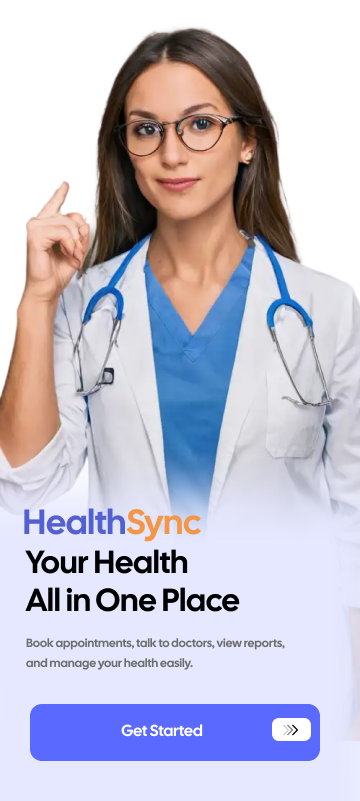 HealthSync
Your Health
All in One Place
Book appointments, talk to doctors, view reports,
and manage your health easily.
Get Started